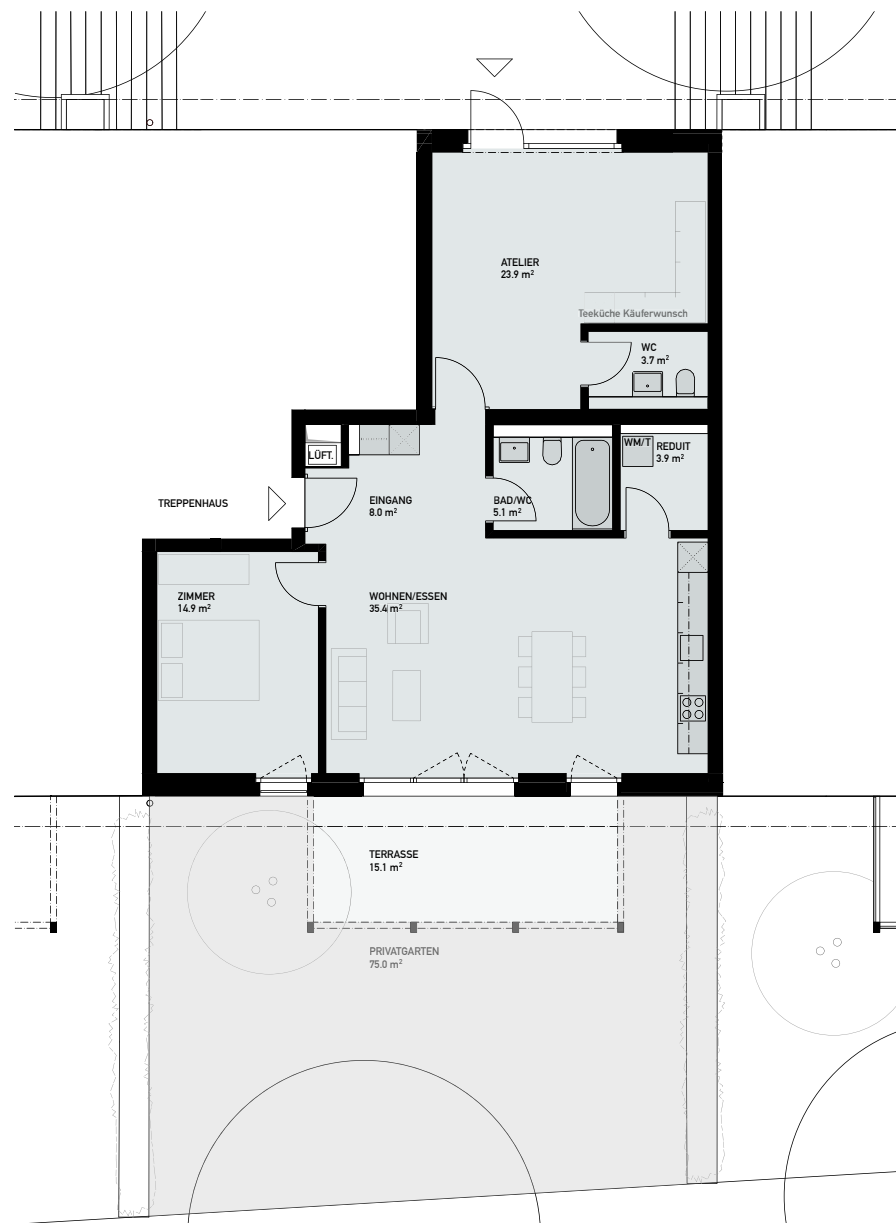 ATELIER
23.9 m²
Teeküche Käuferwunsch
WC
3.7 m²
LÜFT.
WM/T
REDUIT
3.9 m²
TREPPENHAUS
EINGANG
8.0 m²
BAD/WC
5.1 m²
ZIMMER
14.9 m²
WOHNEN/ESSEN
35.4 m²
TERRASSE
15.1 m²
PRIVATGARTEN
75.0 m²